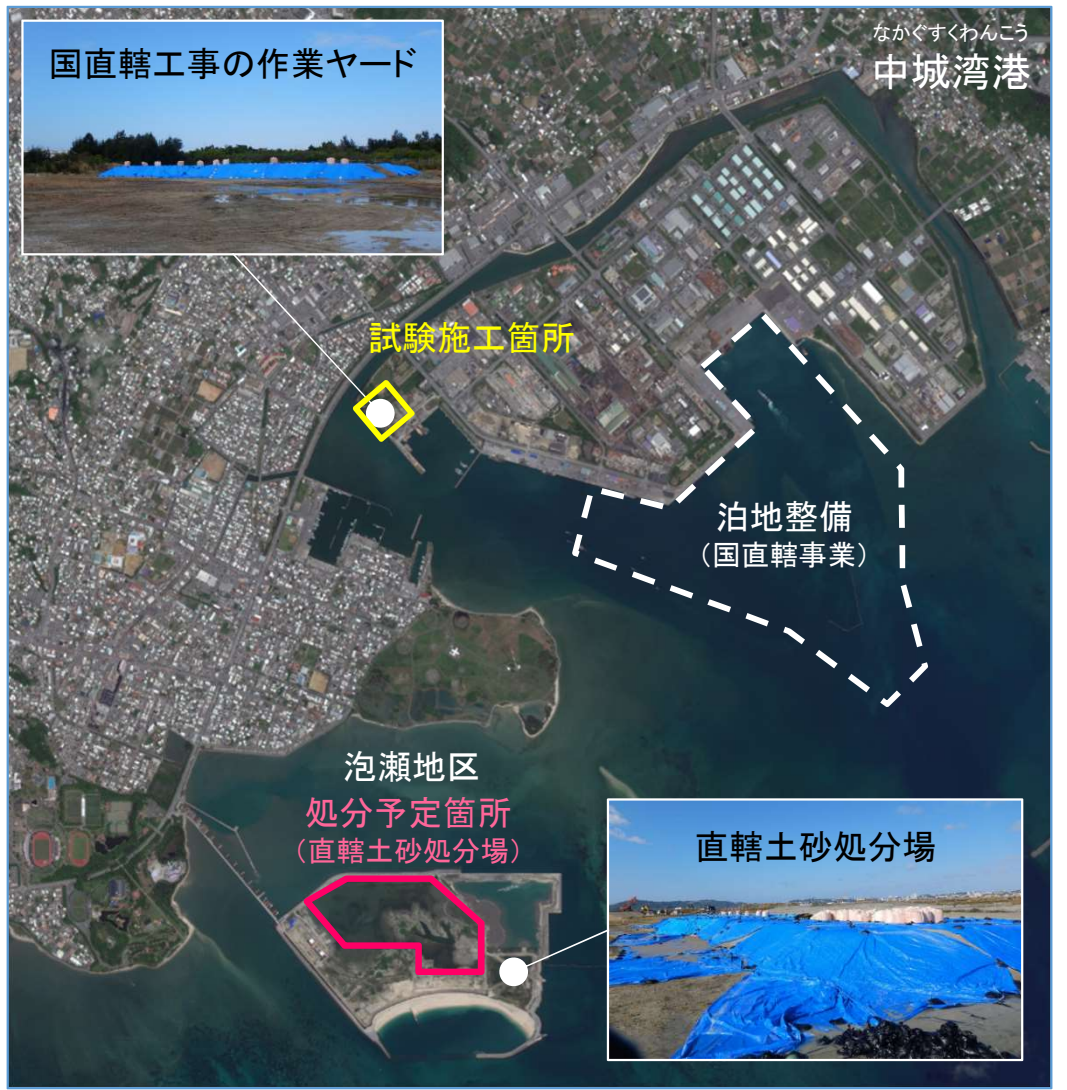 なかぐすくわんこう
中城湾港
国直轄工事の作業ヤード
試験施工箇所
泊地整備
（国直轄事業）
泡瀬地区
処分予定箇所
（直轄土砂処分場）
直轄土砂処分場